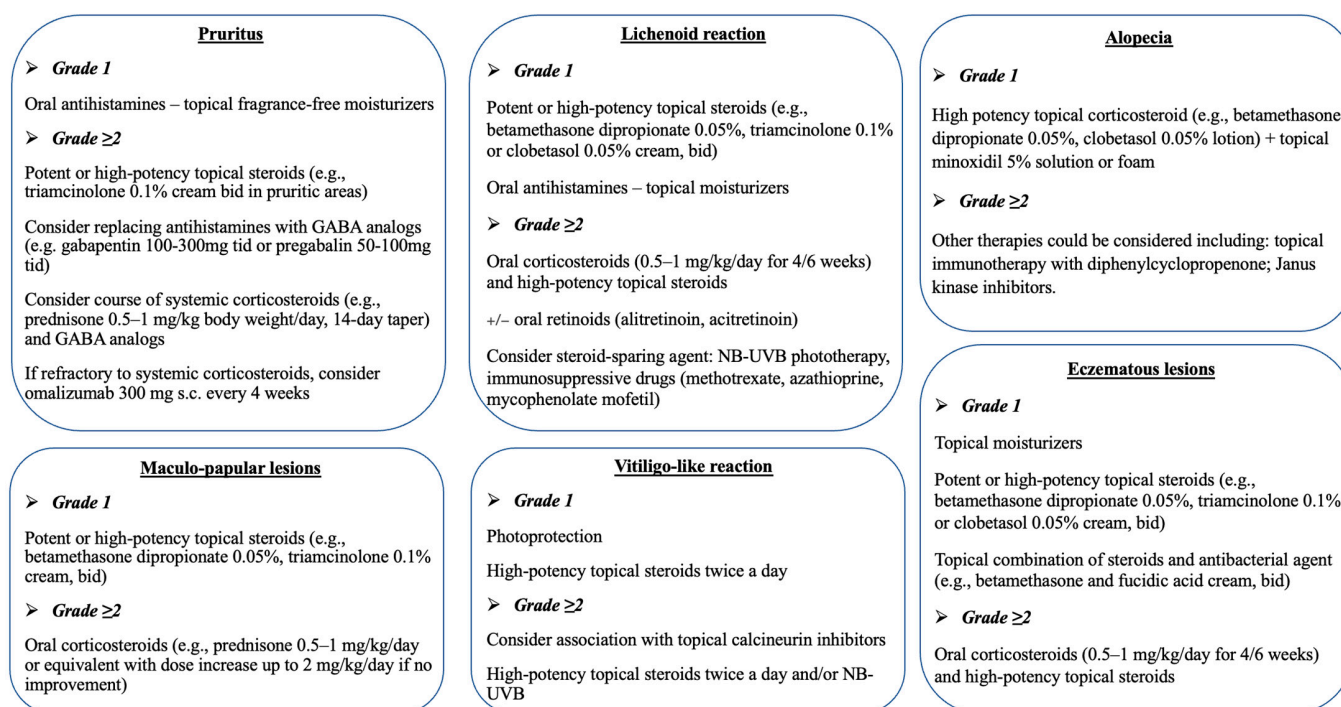 Pruritus
➢ Grade 1
Oral antihistamines – topical fragrance-free moisturizers
➢ Grade ≥2
Potent or high-potency topical steroids (e.g.,
triamcinolone 0.1% cream bid in pruritic areas)
Consider replacing antihistamines with GABA analogs
(e.g. gabapentin 100-300mg tid or pregabalin 50-100mg
tid)
Consider course of systemic corticosteroids (e.g.,
prednisone 0.5–1 mg/kg body weight/day, 14-day taper)
and GABA analogs
If refractory to systemic corticosteroids, consider
omalizumab 300 mg s.c. every 4 weeks
Maculo-papular lesions
➢ Grade 1
Potent or high-potency topical steroids (e.g.,
betamethasone dipropionate 0.05%, triamcinolone 0.1%
cream, bid)
➢ Grade ≥2
Oral corticosteroids (e.g., prednisone 0.5–1 mg/kg/day
or equivalent with dose increase up to 2 mg/kg/day if no
improvement)
Lichenoid reaction
➢ Grade 1
Potent or high-potency topical steroids (e.g.,
betamethasone dipropionate 0.05%, triamcinolone 0.1%
or clobetasol 0.05% cream, bid)
Oral antihistamines – topical moisturizers
➢ Grade ≥2
Oral corticosteroids (0.5–1 mg/kg/day for 4/6 weeks)
and high-potency topical steroids
+/– oral retinoids (alitretinoin, acitretinoin)
Consider steroid-sparing agent: NB-UVB phototherapy,
immunosuppressive drugs (methotrexate, azathioprine,
mycophenolate mofetil)
Vitiligo-like reaction
➢ Grade 1
Photoprotection
High-potency topical steroids twice a day
➢ Grade ≥2
Consider association with topical calcineurin inhibitors
High-potency topical steroids twice a day and/or NB-
UVB
Alopecia
➢ Grade 1
High potency topical corticosteroid (e.g., betamethasone
dipropionate 0.05%, clobetasol 0.05% lotion) + topical
minoxidil 5% solution or foam
➢ Grade ≥2
Other therapies could be considered including: topical
immunotherapy with diphenylcyclopropenone; Janus
kinase inhibitors.
Eczematous lesions
➢ Grade 1
Topical moisturizers
Potent or high-potency topical steroids (e.g.,
betamethasone dipropionate 0.05%, triamcinolone 0.1%
or clobetasol 0.05% cream, bid)
Topical combination of steroids and antibacterial agent
(e.g., betamethasone and fucidic acid cream, bid)
➢ Grade ≥2
Oral corticosteroids (0.5–1 mg/kg/day for 4/6 weeks)
and high-potency topical steroids